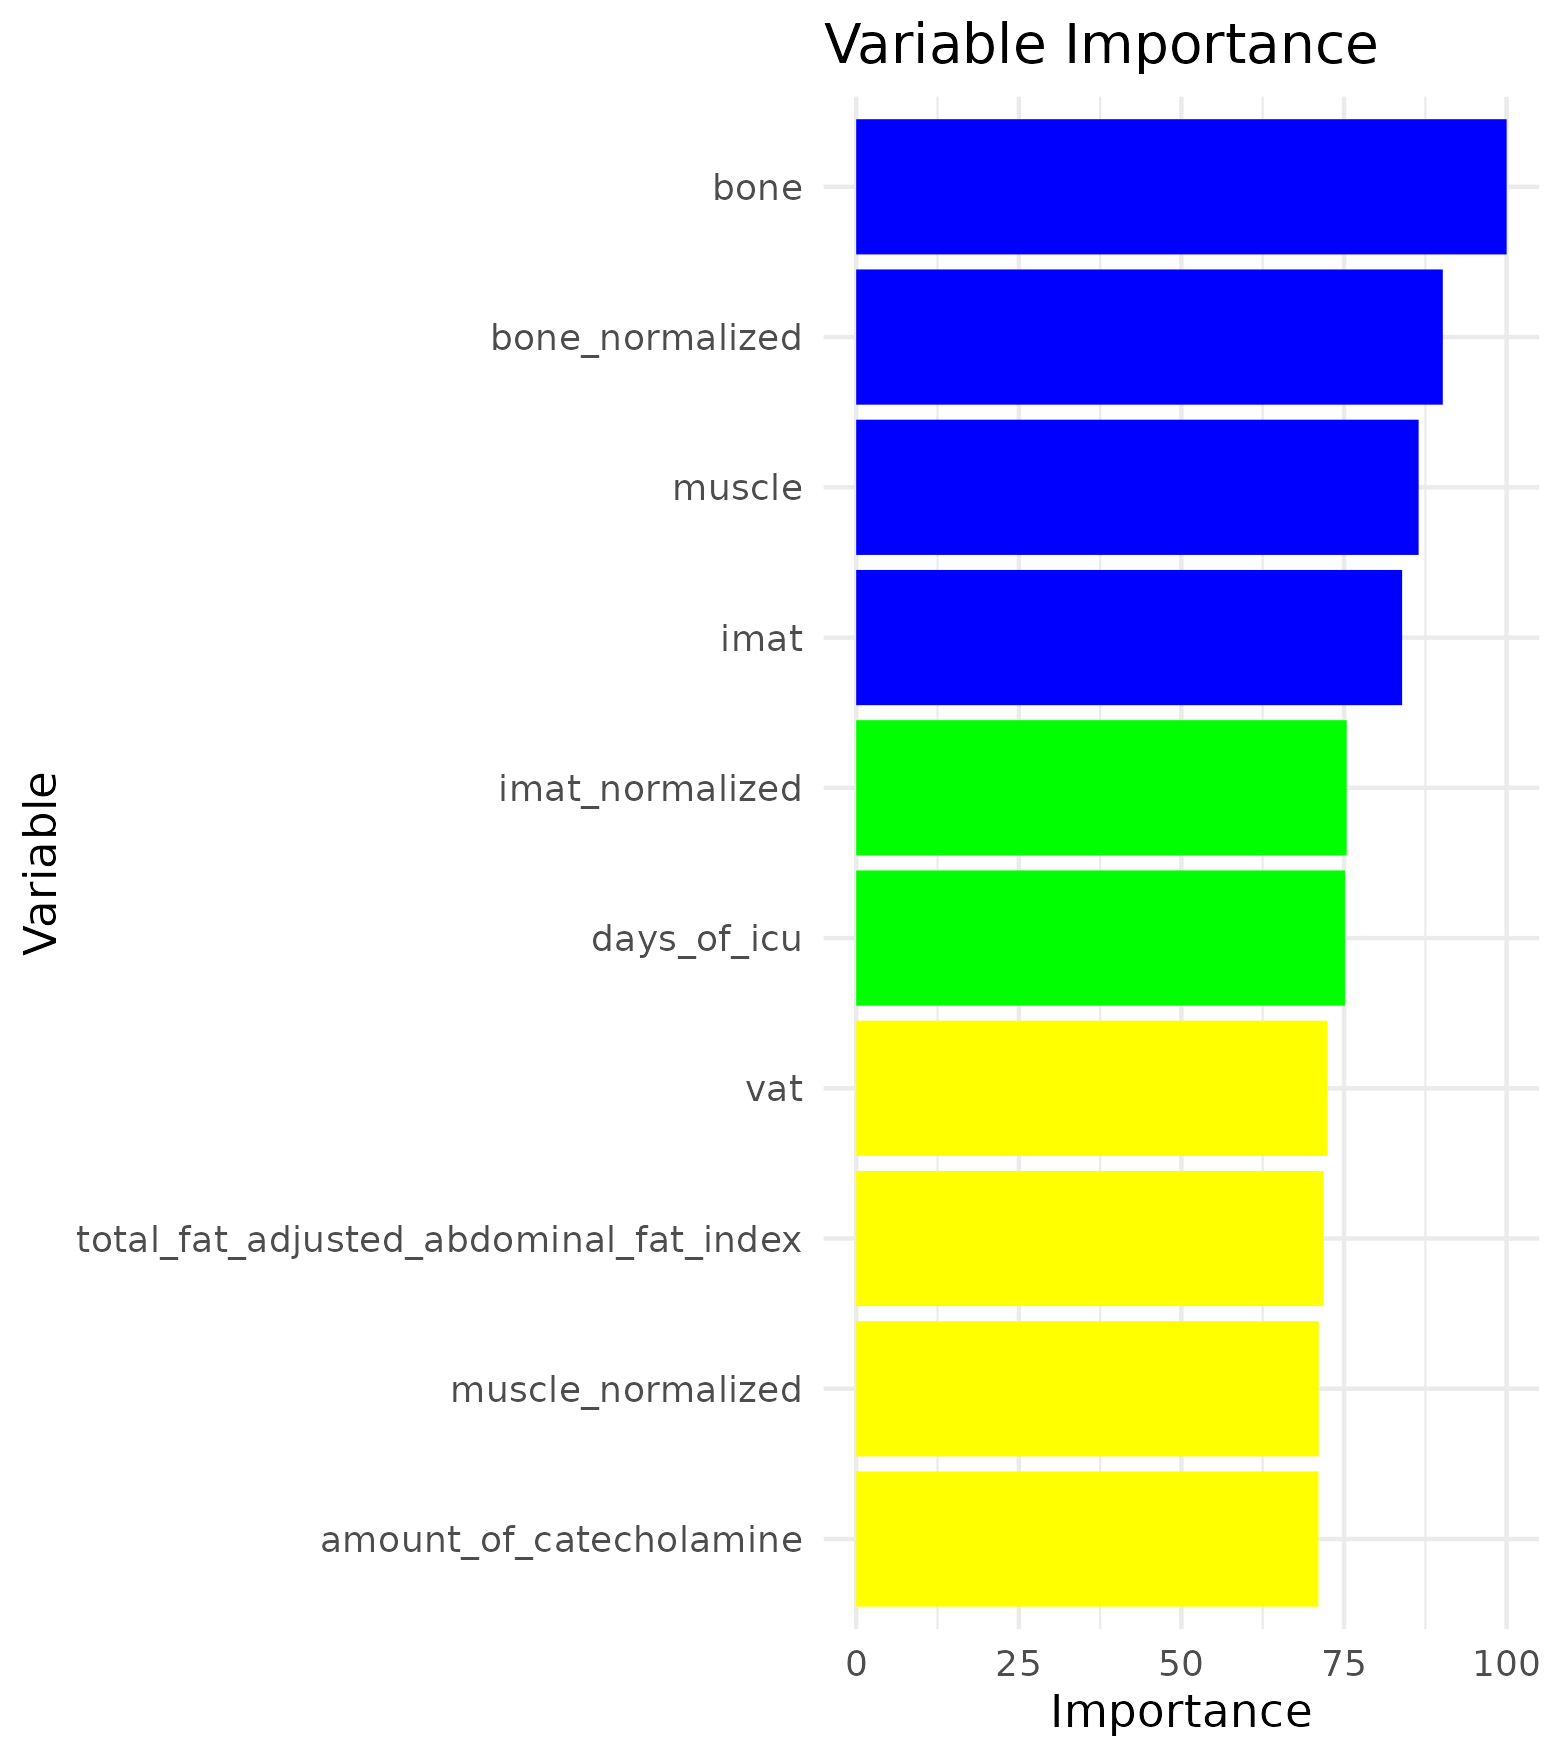 Variable Importance
bone
bone_normalized
muscle
imat
imat_normalized
days_of_icu
vat
total_fat_adjusted_abdominal_fat_index
muscle_normalized
amount_of_catecholamine
Variable
0 25 50 75 100
Importance